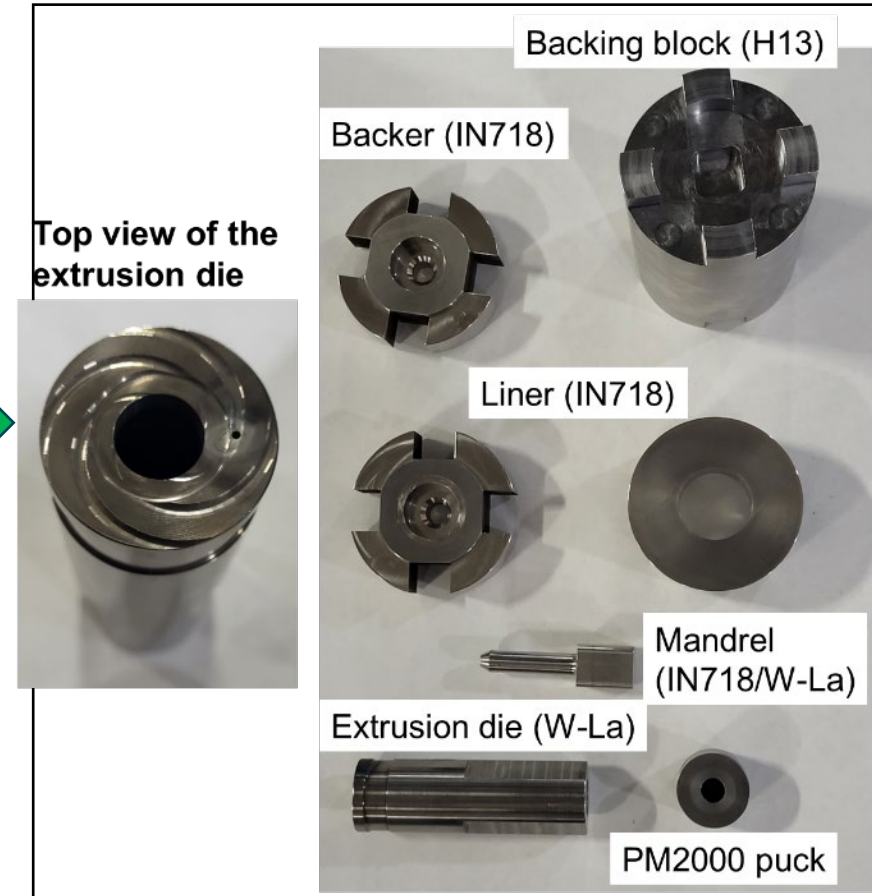 Backing block (H13)
Backer (IN718)
Top view of the
extrusion die
Liner (IN718)
Mandrel
(IN718/W-La)
Extrusion die (W-La)
PM2000 puck